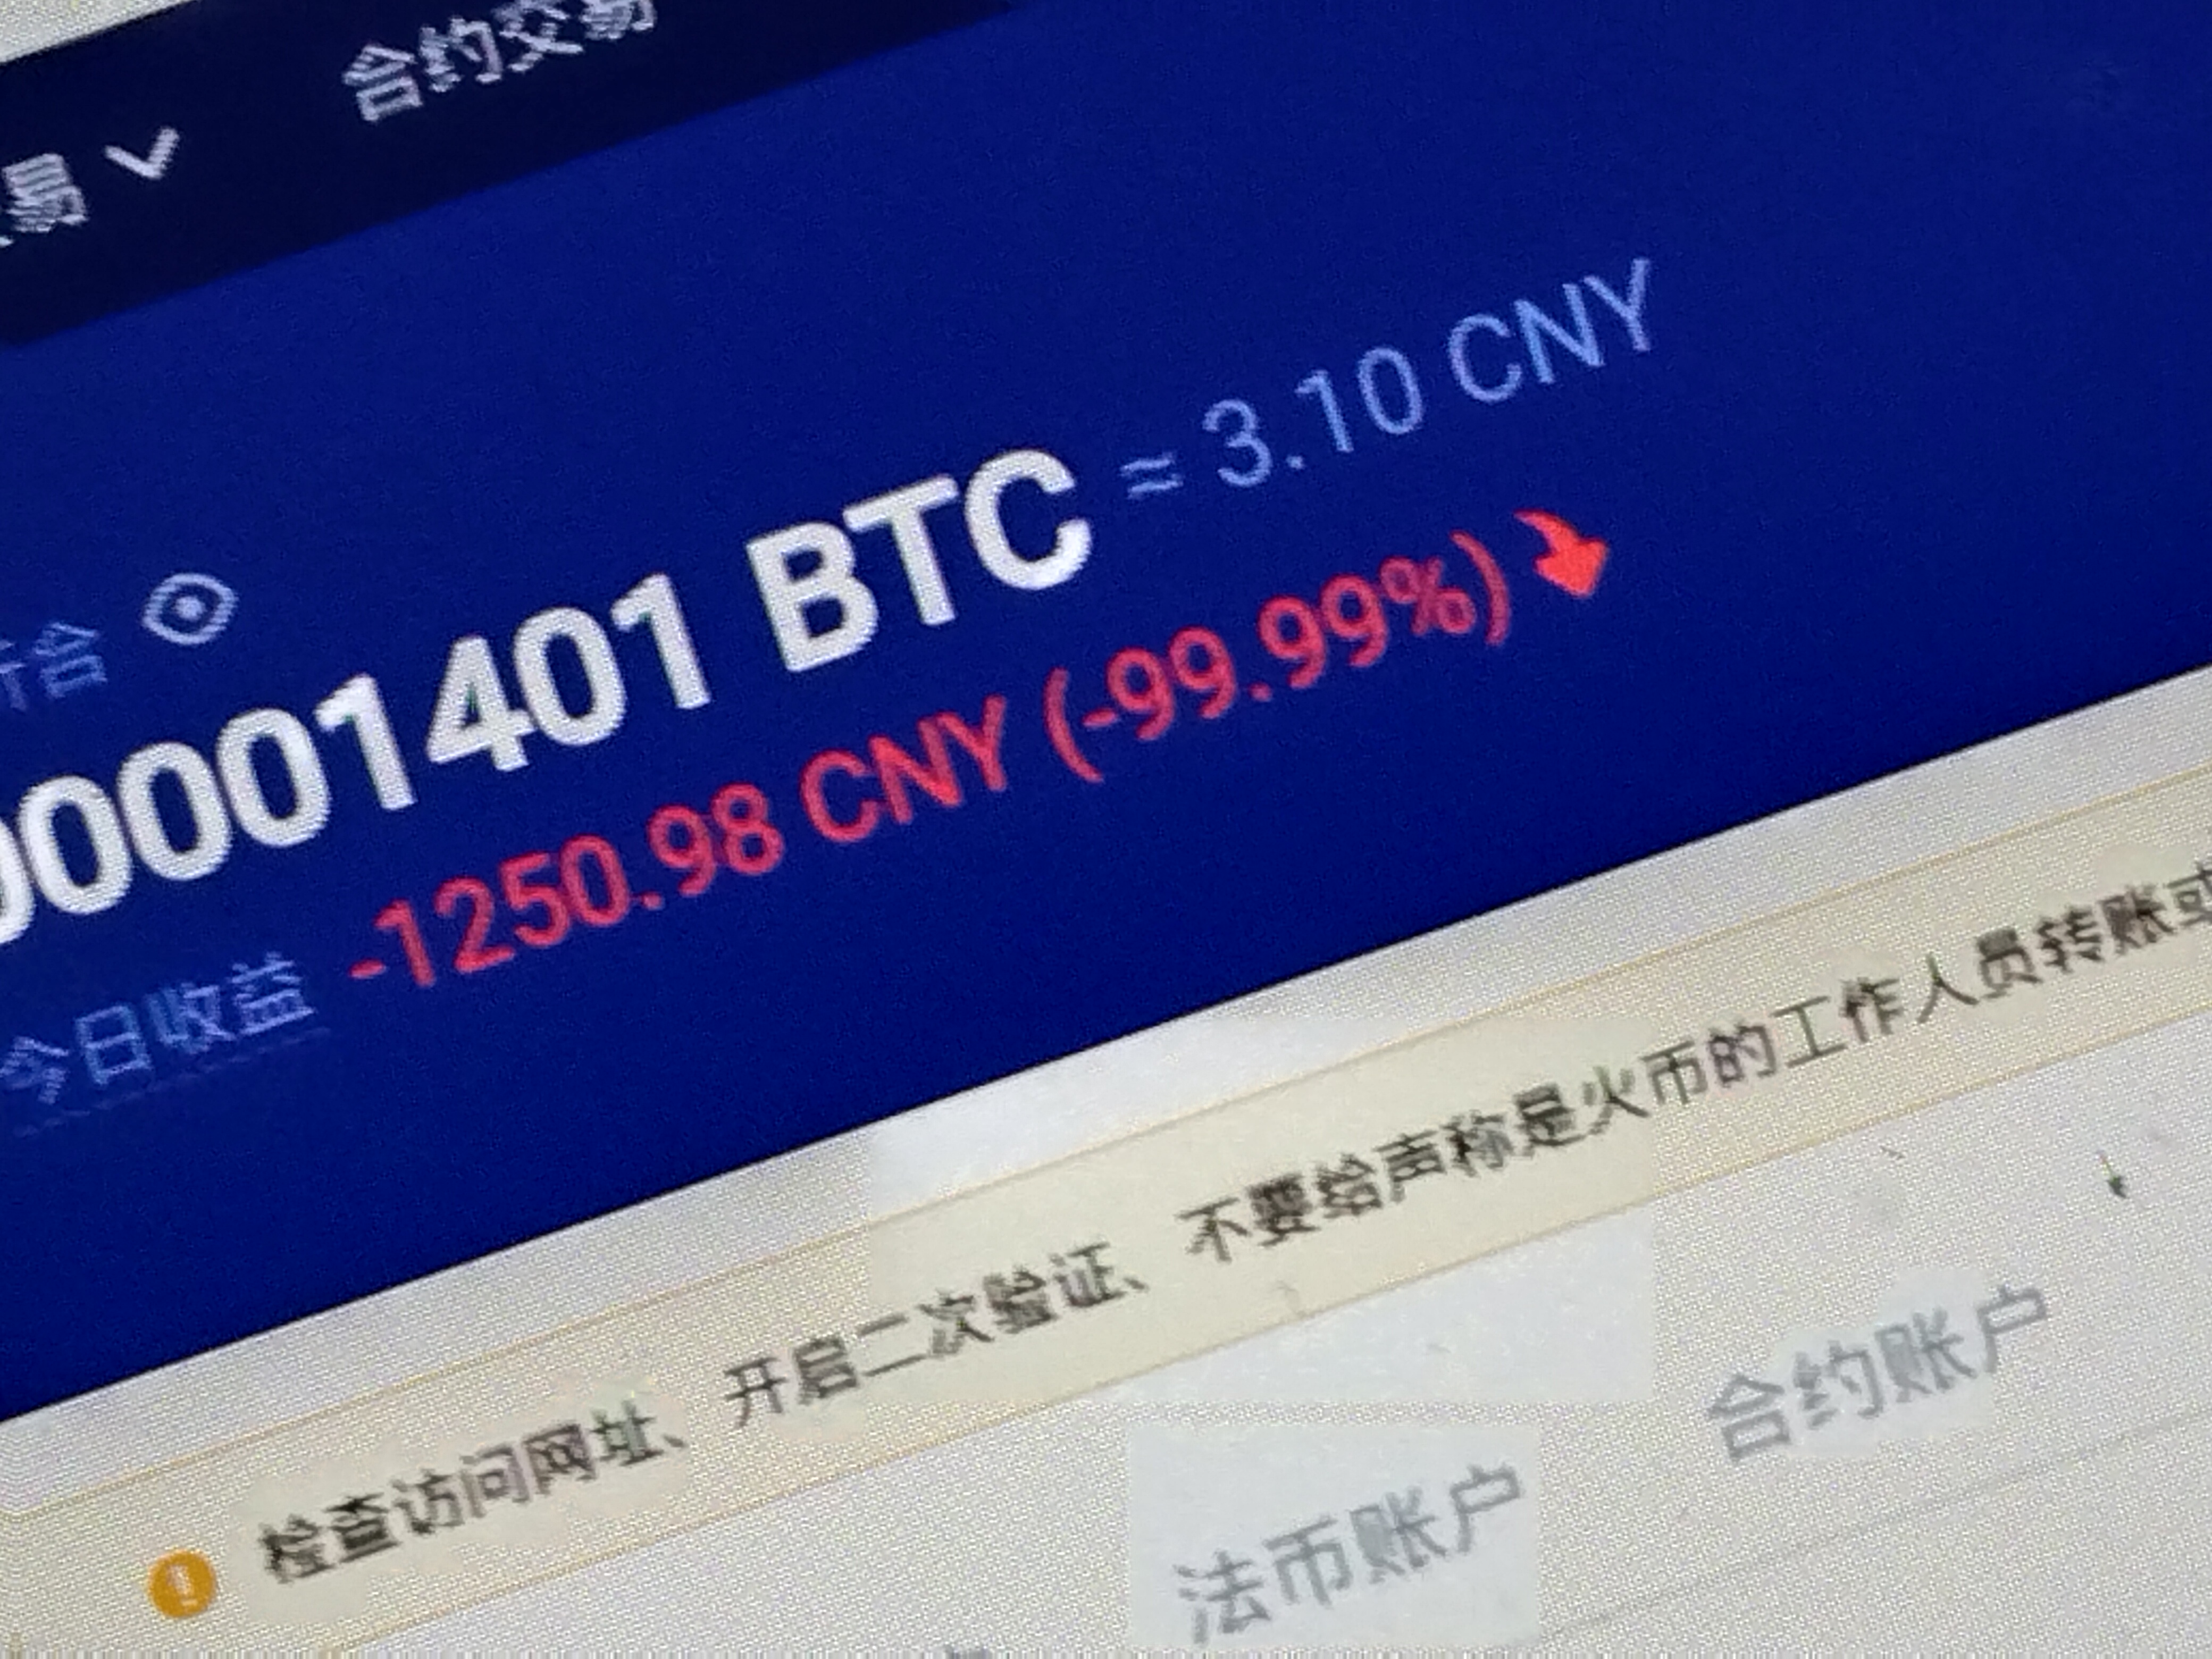 易
合约交易
合
00001401 BTC ≈ 3.10 CNY
今日收益 -1250.98 CNY (-99.99%)
检查访问网址、开启二次验证、不要给声称是火币的工作人员转账或
法币账户
合约账户